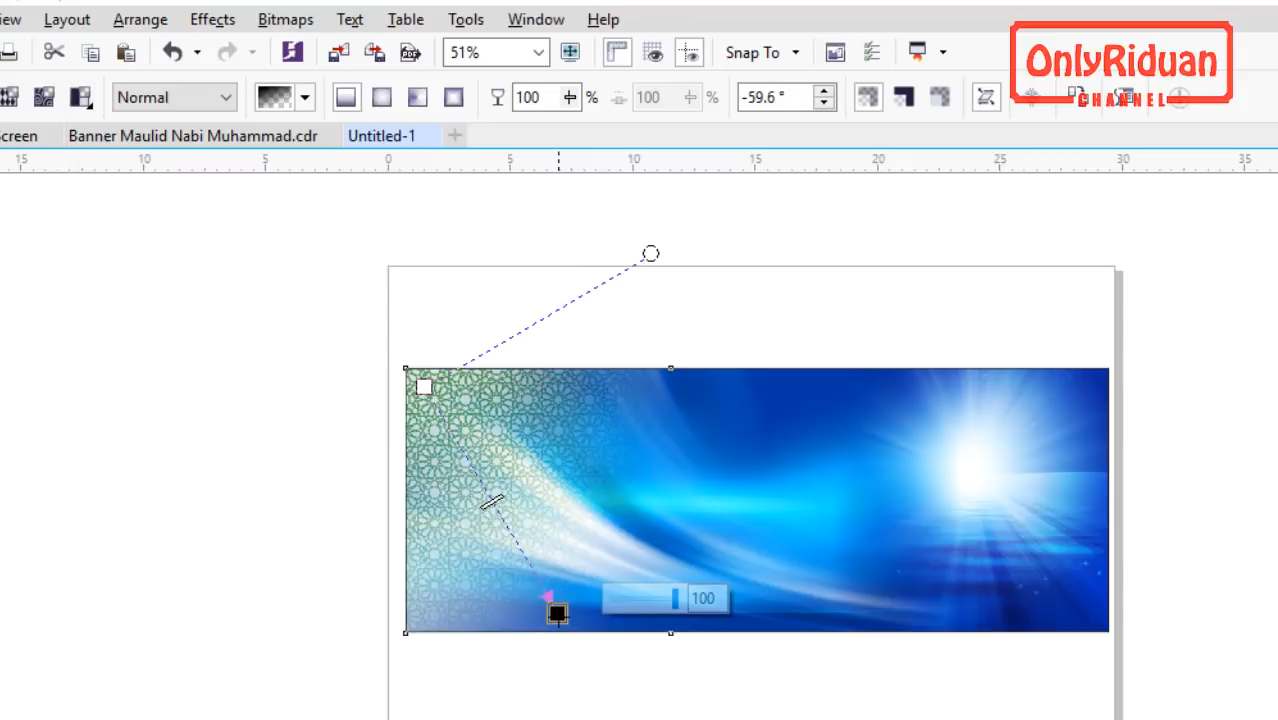 iew Layout Arrange Effects Bitmaps Text Table Tools Window Help
PDF 51% Snap To
Normal 100 % 100 % -59.6 °
OnlyRiduan
CHANNEL
creen Banner Maulid Nabi Muhammad.cdr Untitled-1
15 10 5 0 5 10 15 20 25 30 35
100